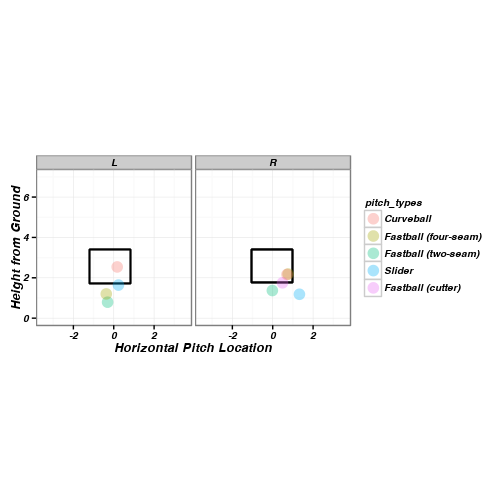 L
R
6
4
2
0
Height from Ground
-2
0
2
-2
0
2
Horizontal Pitch Location
pitch_types
Curveball
Fastball (four-seam)
Fastball (two-seam)
Slider
Fastball (cutter)